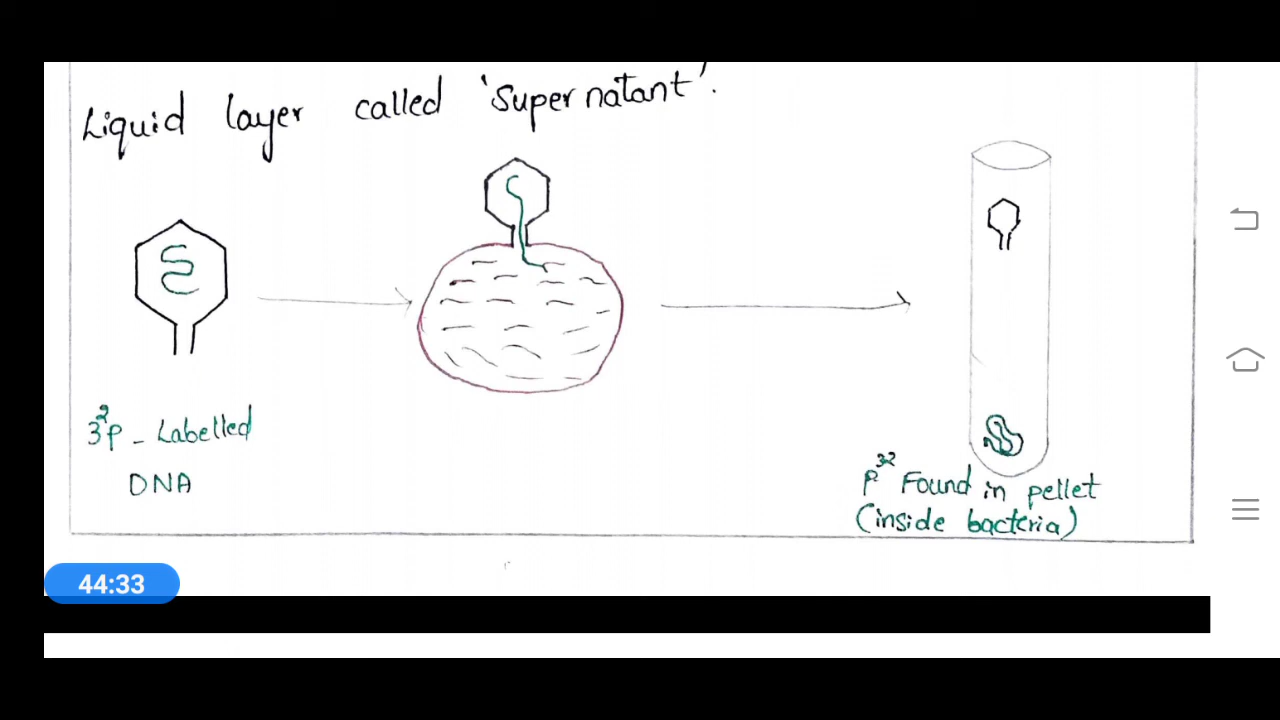 Liquid layer called 'Supernatant'.
32p - Labelled
DNA
p32 Found in pellet
(inside bacteria)
44:33